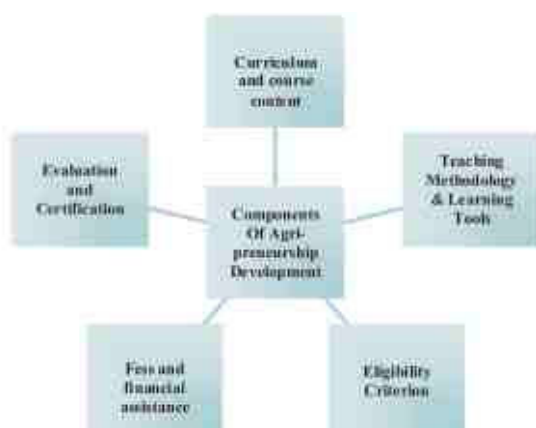 Curriculum
and course
content
Evaluation
and
Certification
Teaching
Methodology
& Learning
Tools
Components
Of Agri-
preneurship
Development
Fess and
financial
assistance
Eligibility
Criterion